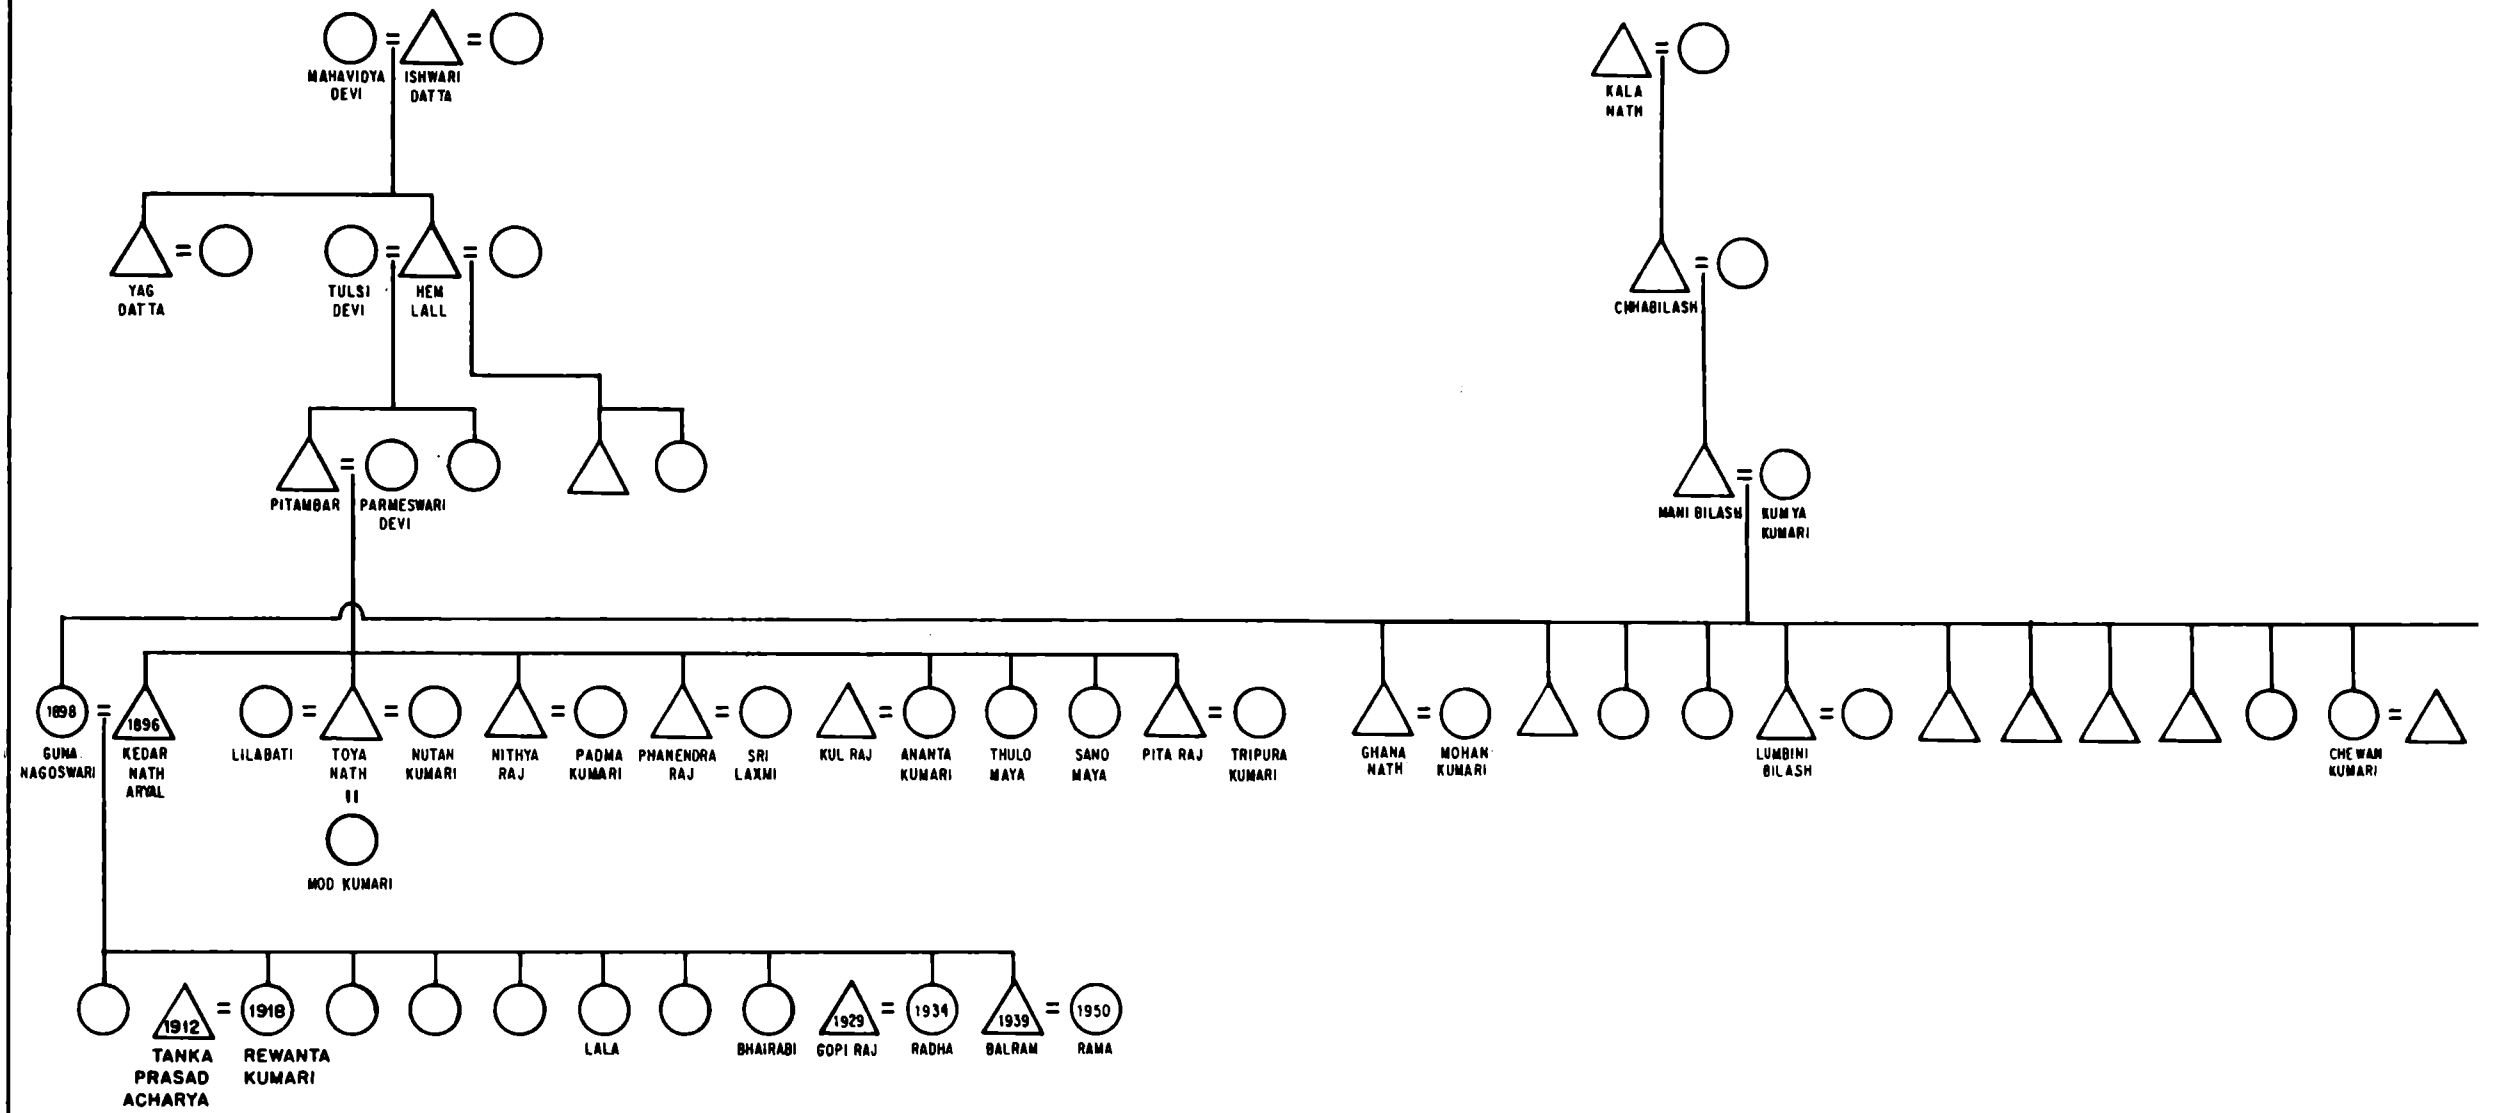 MAHAVIDYA
DEVI
ISHWARI
DATTA
KALA
NATH
YAG
DATTA
TULSI
DEVI
HEM
LALL
CHHABILASH
PITAMBAR
PARMESWARI
DEVI
MANI BILASH
KUMYA
KUMARI
1898
GUNA
NAGOSWARI
1896
KEDAR
NATH
ARYAL
LILABATI
TOYA
NATH
NUTAN
KUMARI
NITHYA
RAJ
PADMA
KUMARI
PHANENDRA
RAJ
SRI
LAXMI
KUL RAJ
ANANTA
KUMARI
THULO
MAYA
SANO
MAYA
PITA RAJ
TRIPURA
KUMARI
GHANA
NATH
MOHAN
KUMARI
LUMBINI
BILASH
CHEWAN
KUMARI
MOD KUMARI
1912
TANKA
PRASAD
ACHARYA
1918
REWANTA
KUMARI
LALA
BHAIRABI
1929
GOPI RAJ
1934
RADHA
1939
BALRAM
1950
RAMA